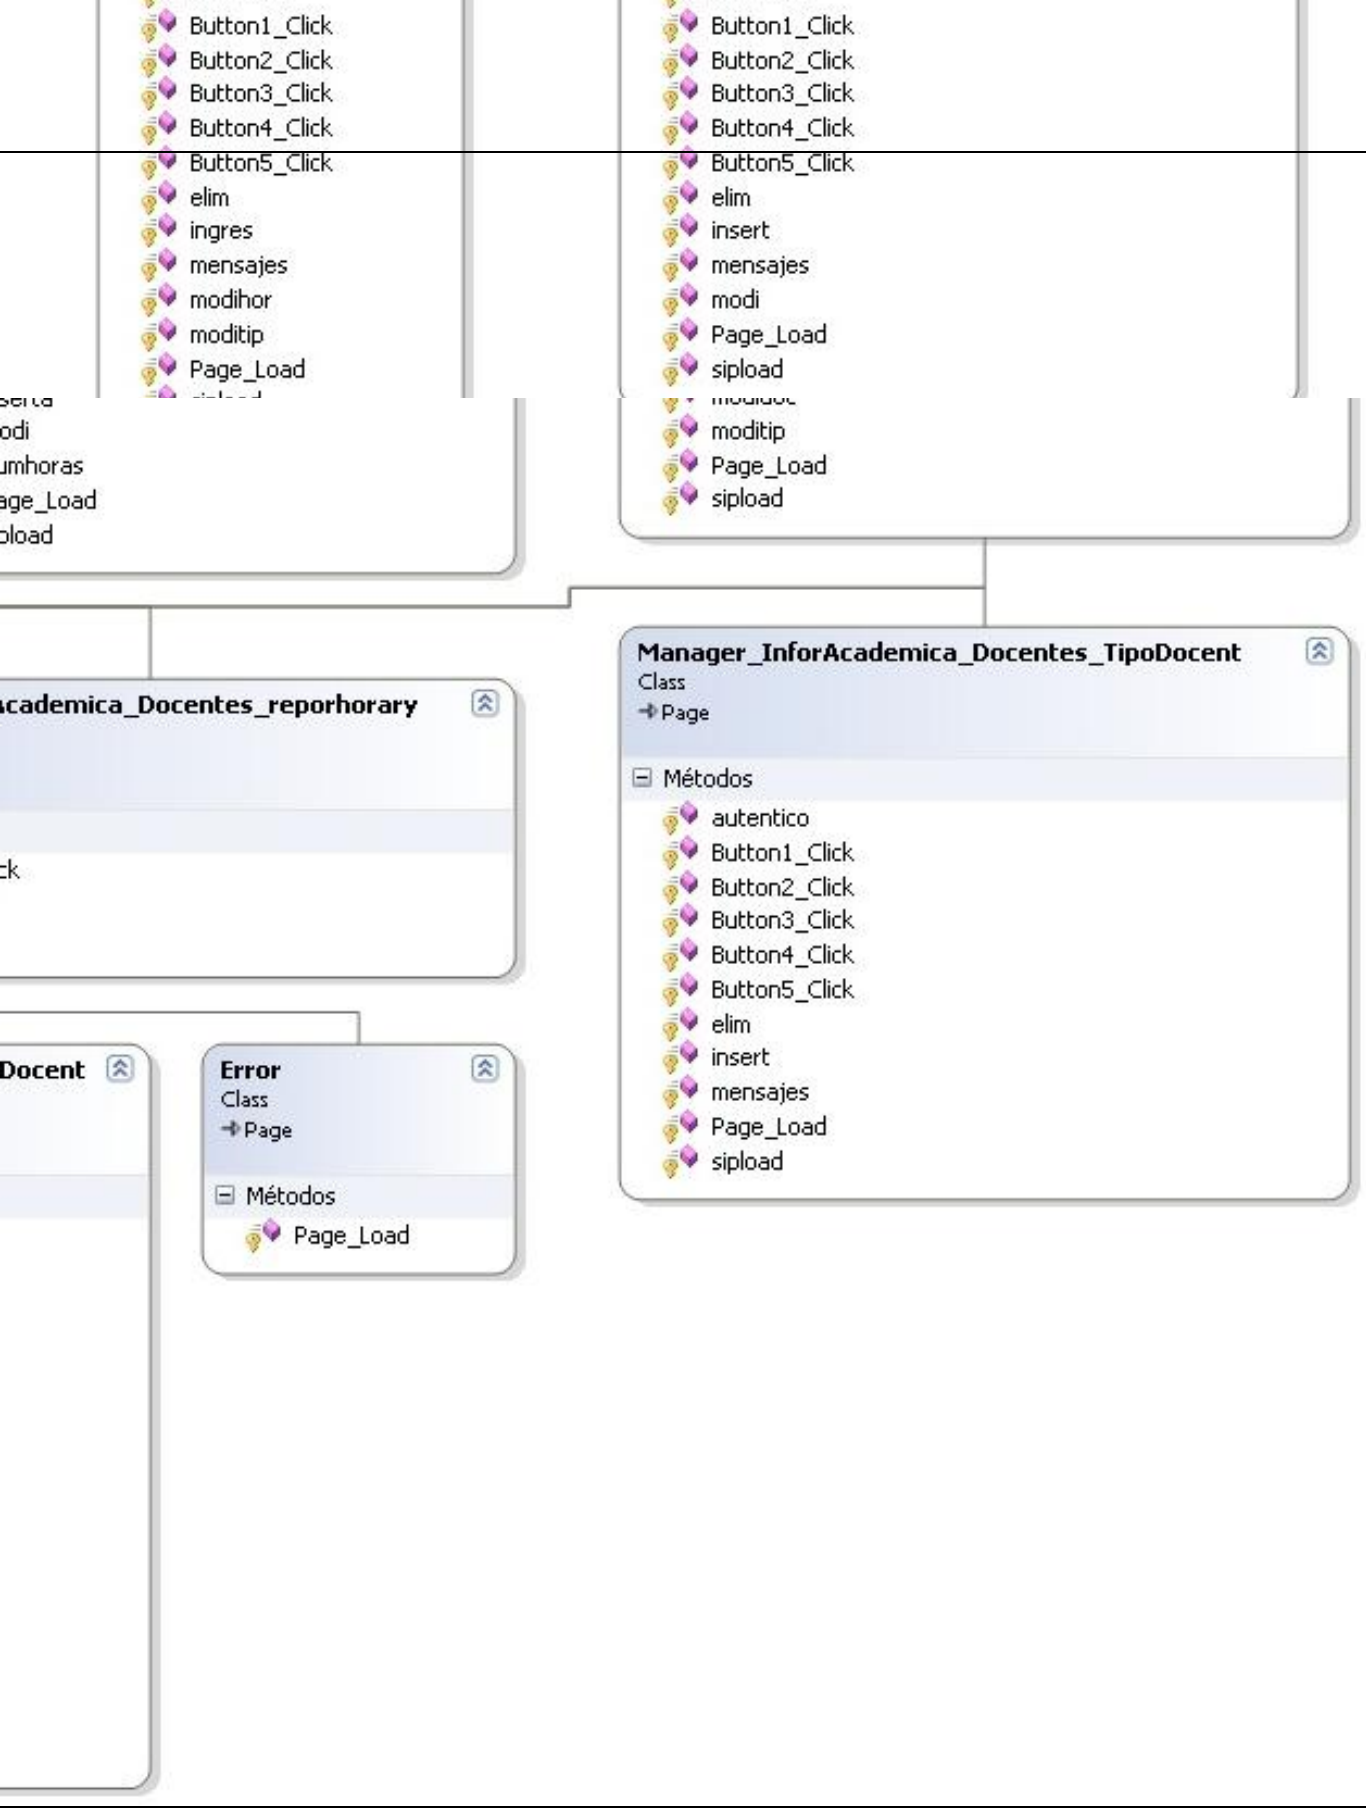 Button1_Click
Button2_Click
Button3_Click
Button4_Click
Button5_Click
elim
ingres
mensajes
modihor
moditip
Page_Load
Button1_Click
Button2_Click
Button3_Click
Button4_Click
Button5_Click
elim
insert
mensajes
modi
Page_Load
sipload
odi
umhoras
age_Load
pload
moditip
Page_Load
sipload
Academica_Docentes_reporhorary
ck
Manager_InforAcademica_Docentes_TipoDocent
Class
Page
Métodos
autentico
Button1_Click
Button2_Click
Button3_Click
Button4_Click
Button5_Click
elim
insert
mensajes
Page_Load
sipload
Docent
Error
Class
Page
Métodos
Page_Load